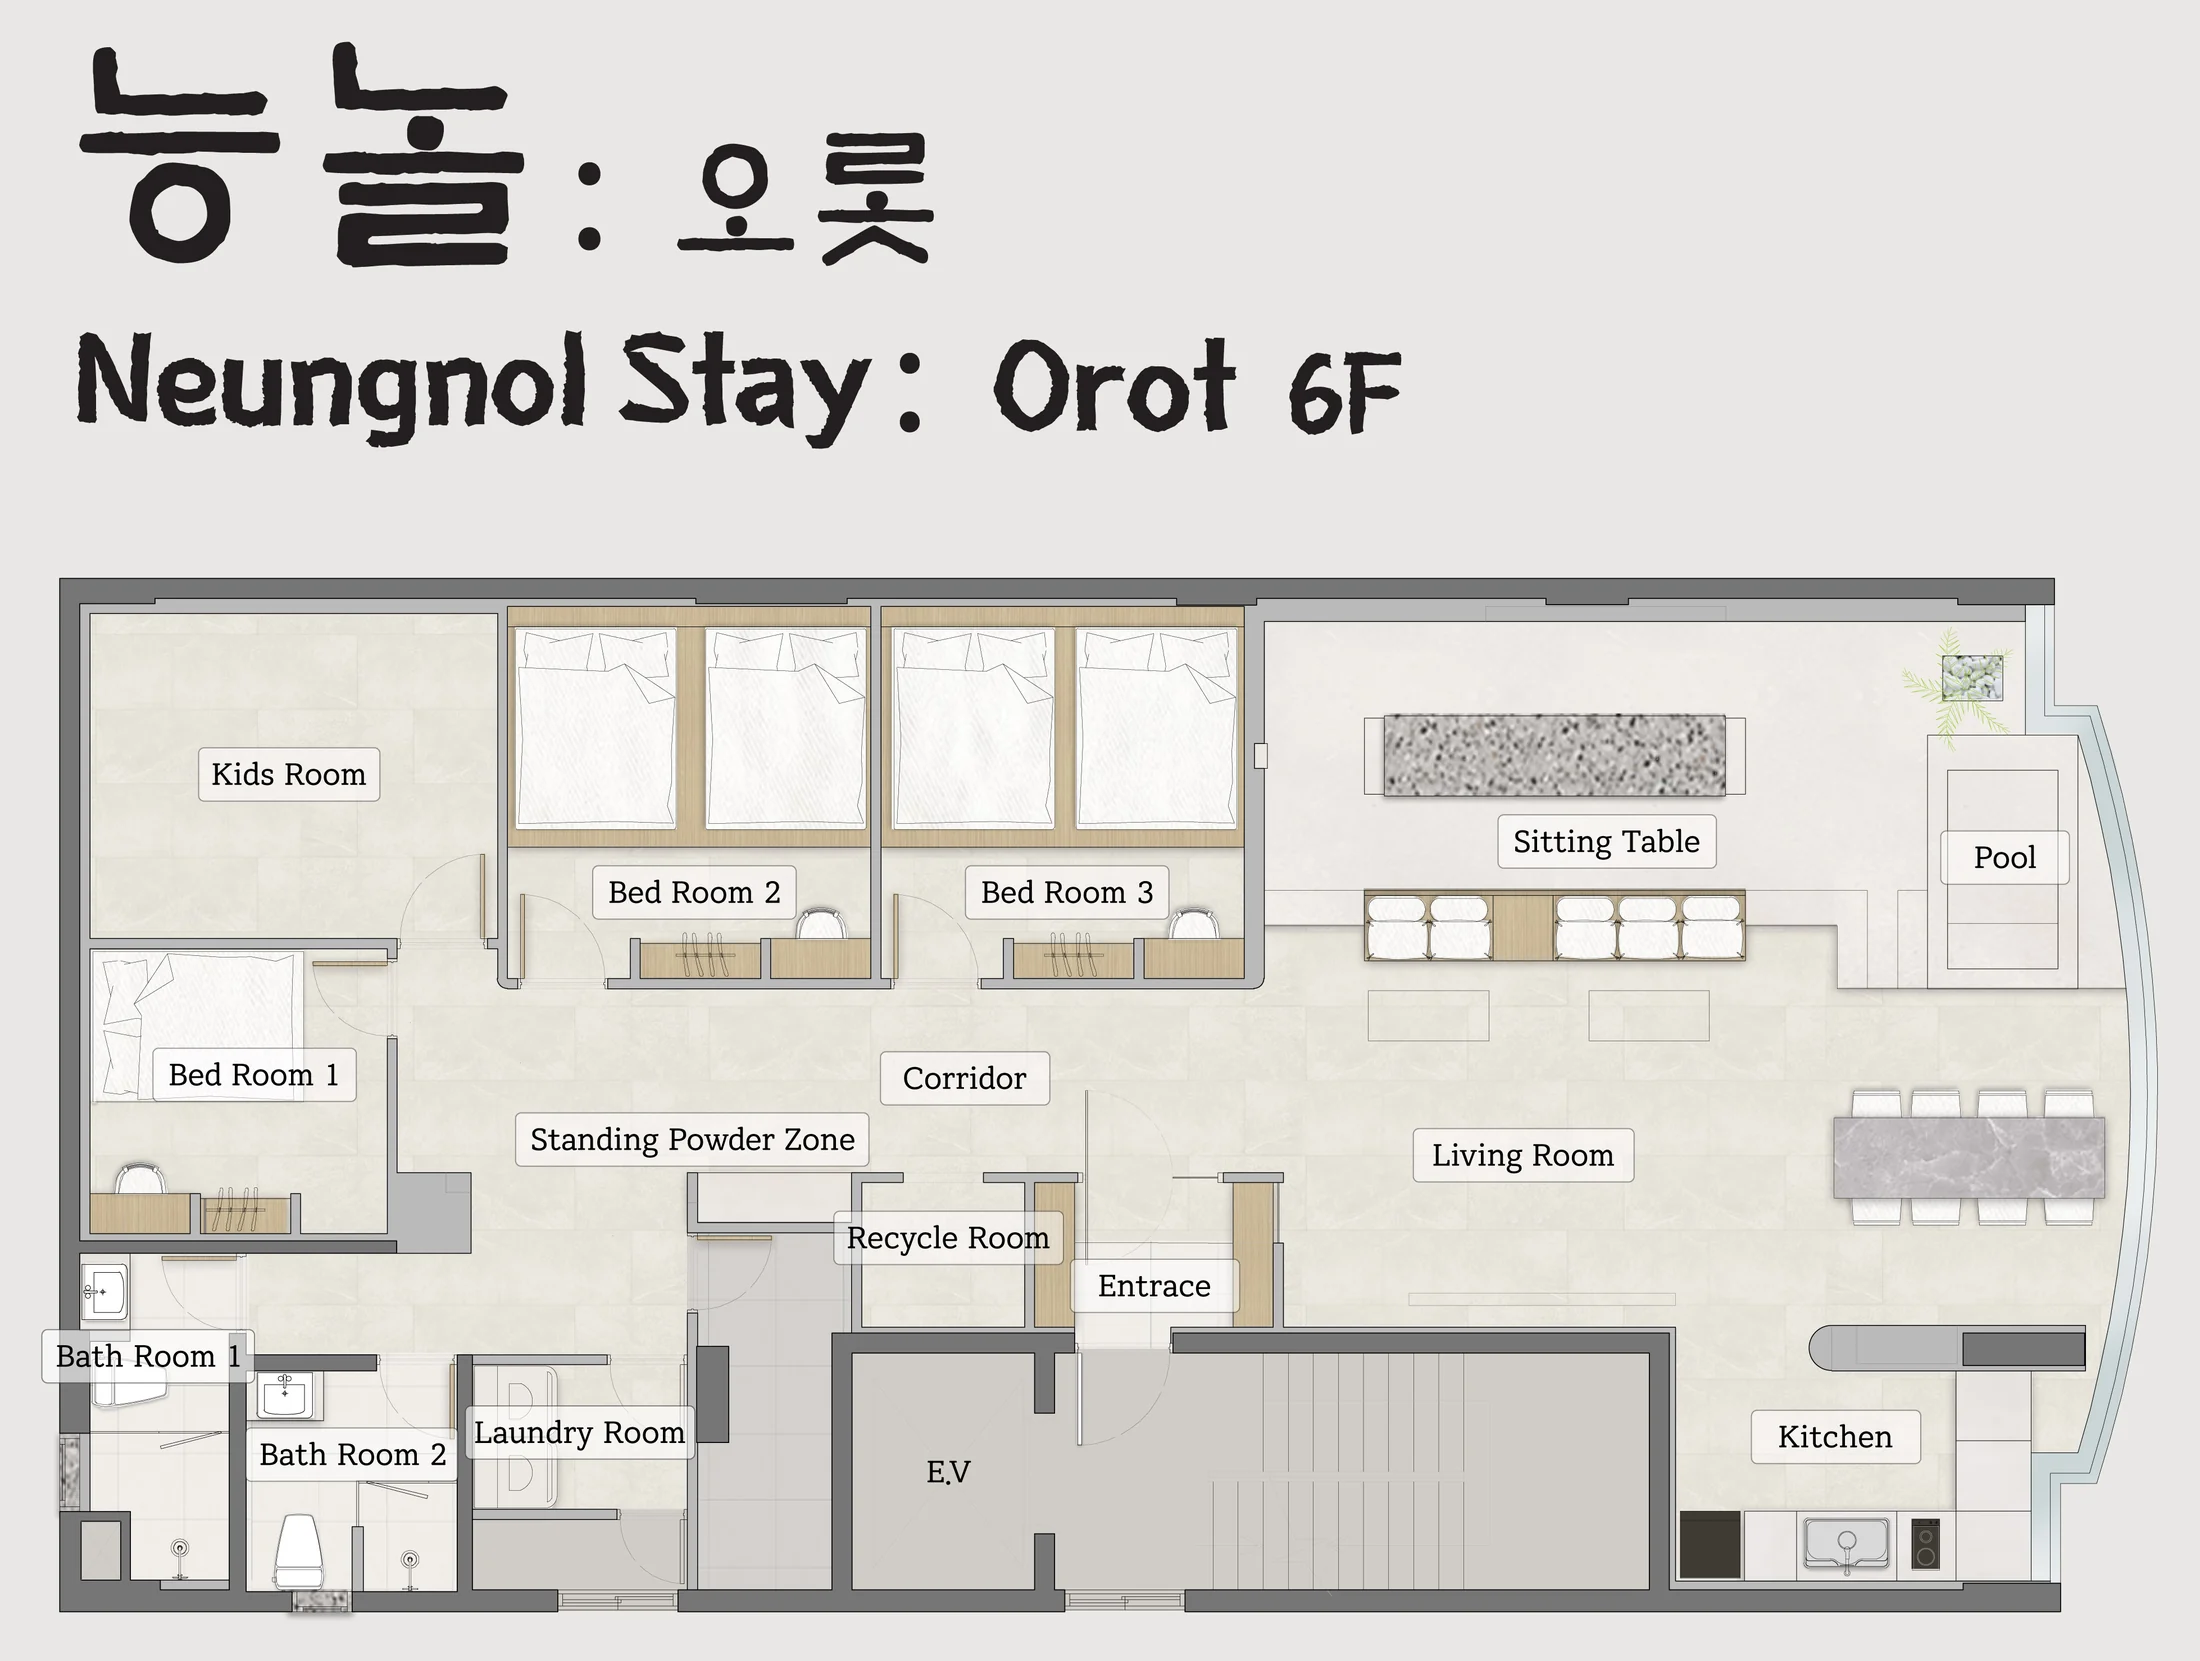 능놀: 오롯
Neungnol Stay: Orot 6F
Kids Room
Bed Room 2
Bed Room 3
Sitting Table
Pool
Bed Room 1
Corridor
Standing Powder Zone
Living Room
Recycle Room
Entrace
Bath Room 1
Bath Room 2
Laundry Room
E.V
Kitchen